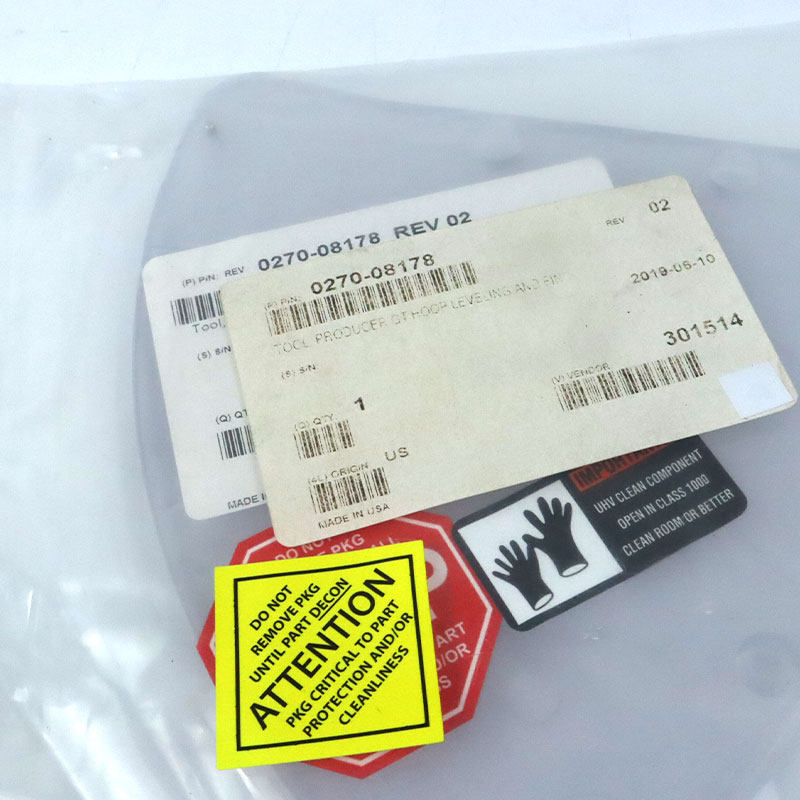 (P) P/N: REV 0270-08178 REV 02
Tool,
(S) S/N
(Q) QT
MADE IN
REV 02
(P) P/N: 0270-08178
2019-06-10
TOOL, PRODUCER GT HOOP LEVELING AND
(S) S/N:
301514
(V) VENDOR
(Q) QTY 1
(4L) ORIGIN US
MADE IN USA
UHV CLEAN COMPONENT
OPEN IN CLASS 1000
CLEAN ROOM OR BETTER
DO NOT
REMOVE PKG
UNTIL PART DECON
ATTENTION
PKG CRITICAL TO PART
PROTECTION AND/OR
CLEANLINESS